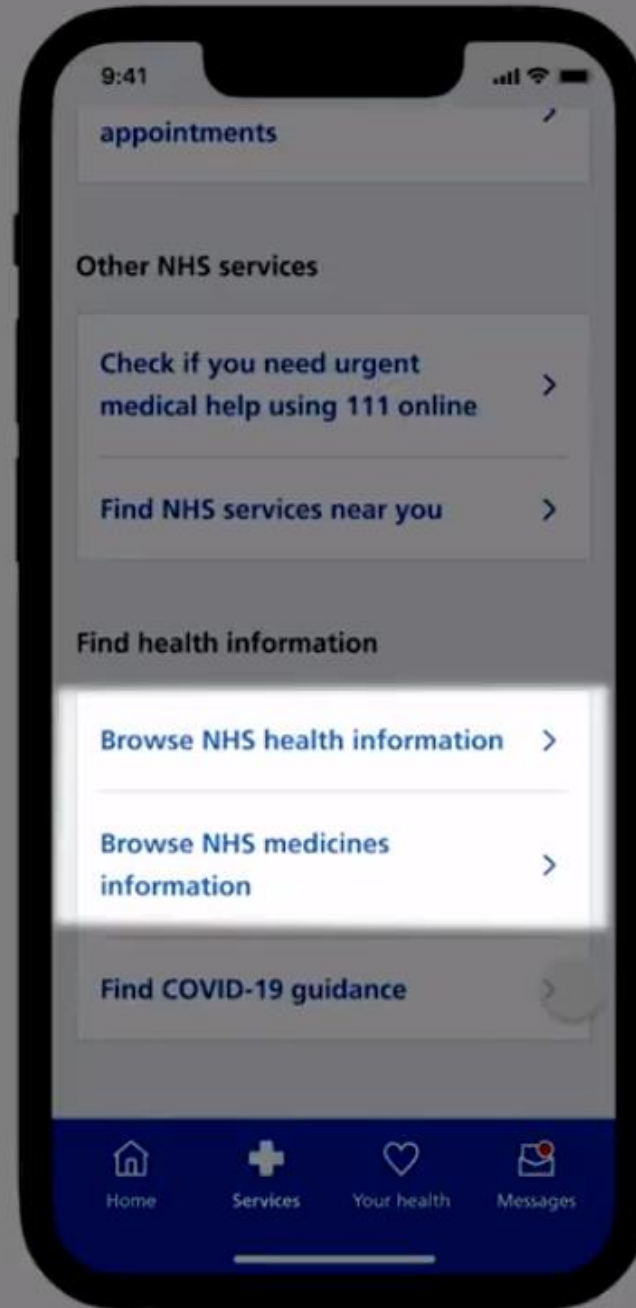 9:41
appointments
Other NHS services
Check if you need urgent
medical help using 111 online
Find NHS services near you
Find health information
Browse NHS health information
Browse NHS medicines
information
Find COVID-19 guidance
Home Services Your health Messages